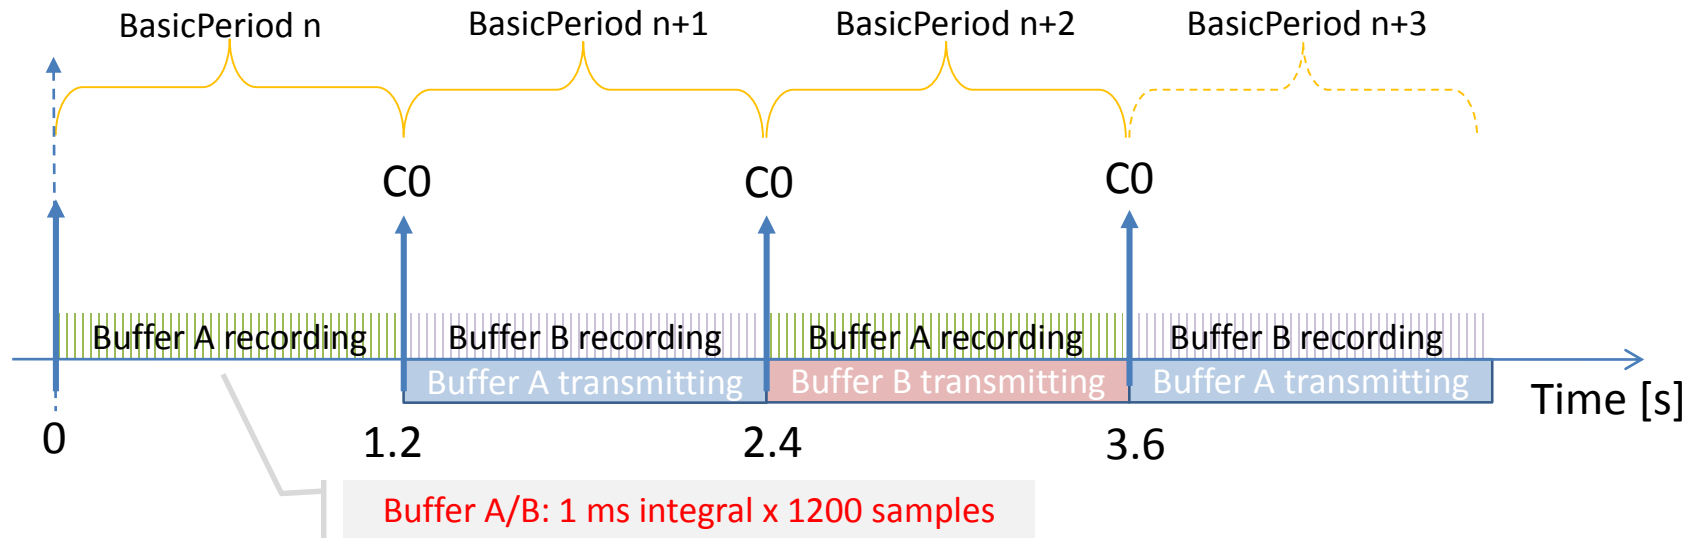 BasicPeriod n
BasicPeriod n+1
BasicPeriod n+2
BasicPeriod n+3
C0
C0
C0
Buffer A recording
Buffer B recording
Buffer A recording
Buffer B recording
Buffer A transmitting
Buffer B transmitting
Buffer A transmitting
Time [s]
0
1.2
2.4
3.6
Buffer A/B: 1 ms integral x 1200 samples